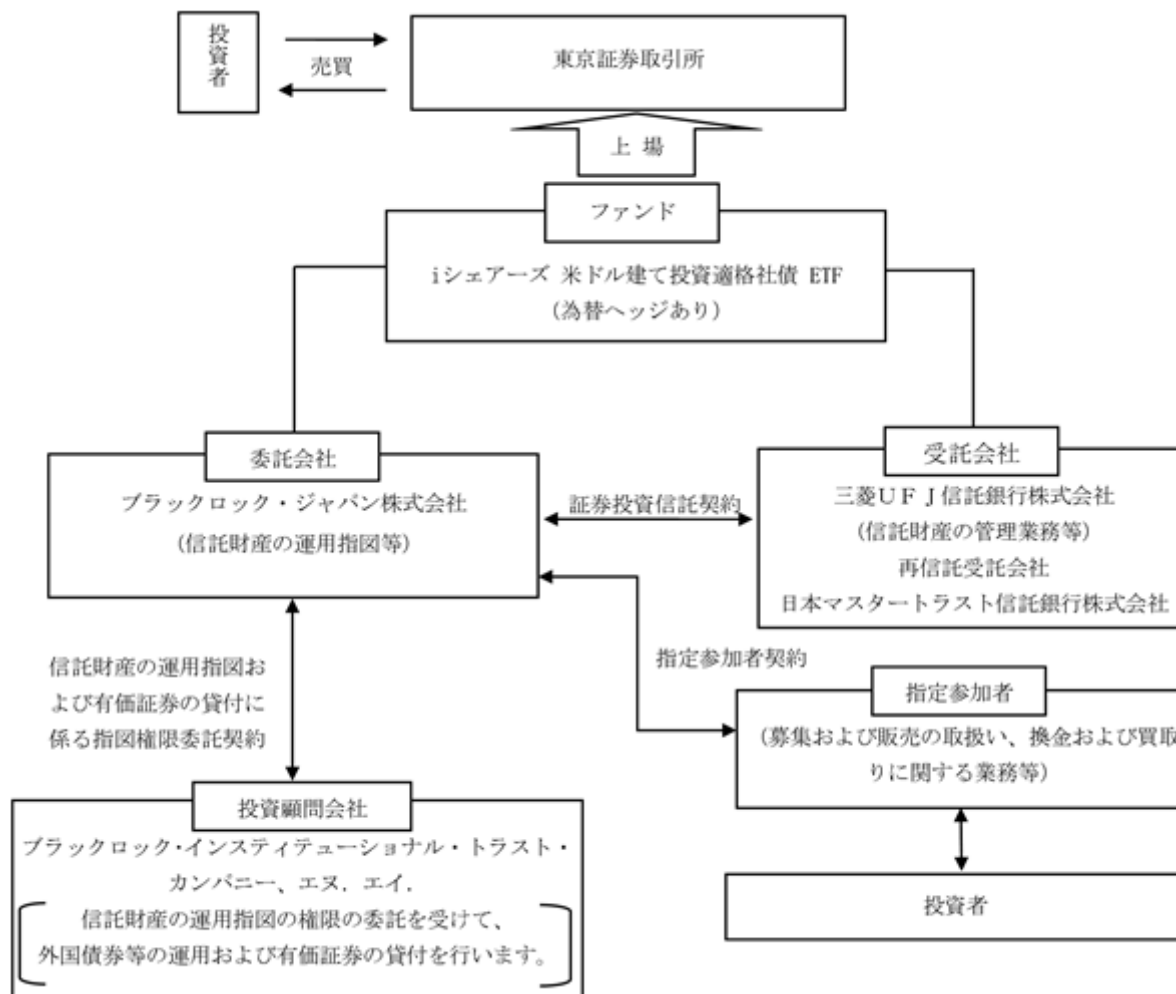 投資者
売買
東京証券取引所
上 場
ファンド
iシェアーズ 米ドル建て投資適格社債 ETF
(為替ヘッジあり)
委託会社
ブラックロック・ジャパン株式会社
(信託財産の運用指図等)
証券投資信託契約
受託会社
三菱UFJ信託銀行株式会社
(信託財産の管理業務等)
再信託受託会社
日本マスタートラスト信託銀行株式会社
信託財産の運用指図お
よび有価証券の貸付に
係る指図権限委託契約
指定参加者契約
指定参加者
(募集および販売の取扱い、換金および買取
りに関する業務等)
投資顧問会社
ブラックロック・インスティテューショナル・トラスト・
カンパニー、エヌ.エイ.
信託財産の運用指図の権限の委託を受けて、
外国債券等の運用および有価証券の貸付を行います。
投資者